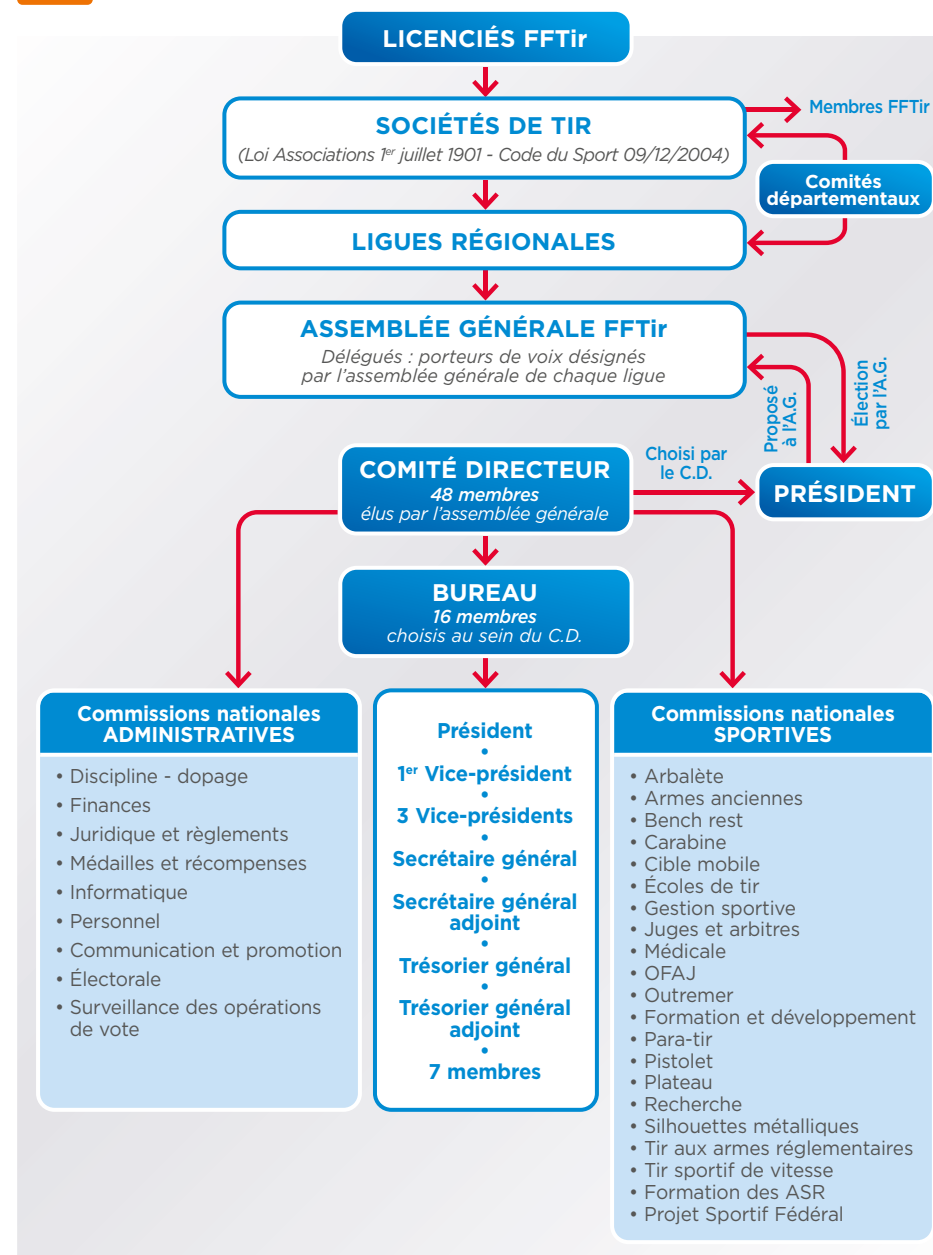 LICENCIÉS FFTir
SOCIÉTÉS DE TIR
(Loi Associations 1er juillet 1901 - Code du Sport 09/12/2004)
Membres FFTir
Comités
départementaux
LIGUES RÉGIONALES
ASSEMBLÉE GÉNÉRALE FFTir
Délégués : porteurs de voix désignés
par l'assemblée générale de chaque ligue
Proposé
à l'A.G.
Élection
par l'A.G.
COMITÉ DIRECTEUR
48 membres
élus par l'assemblée générale
Choisi par
le C.D.
PRÉSIDENT
BUREAU
16 membres
choisis au sein du C.D.
Commissions nationales
ADMINISTRATIVES
• Discipline - dopage
• Finances
• Juridique et règlements
• Médailles et récompenses
• Informatique
• Personnel
• Communication et promotion
• Électorale
• Surveillance des opérations
de vote
Président
•
1er Vice-président
•
3 Vice-présidents
•
Secrétaire général
•
Secrétaire général
adjoint
•
Trésorier général
•
Trésorier général
adjoint
•
7 membres
Commissions nationales
SPORTIVES
• Arbalète
• Armes anciennes
• Bench rest
• Carabine
• Cible mobile
• Écoles de tir
• Gestion sportive
• Juges et arbitres
• Médicale
• OFAJ
• Outremer
• Formation et développement
• Para-tir
• Pistolet
• Plateau
• Recherche
• Silhouettes métalliques
• Tir aux armes réglementaires
• Tir sportif de vitesse
• Formation des ASR
• Projet Sportif Fédéral